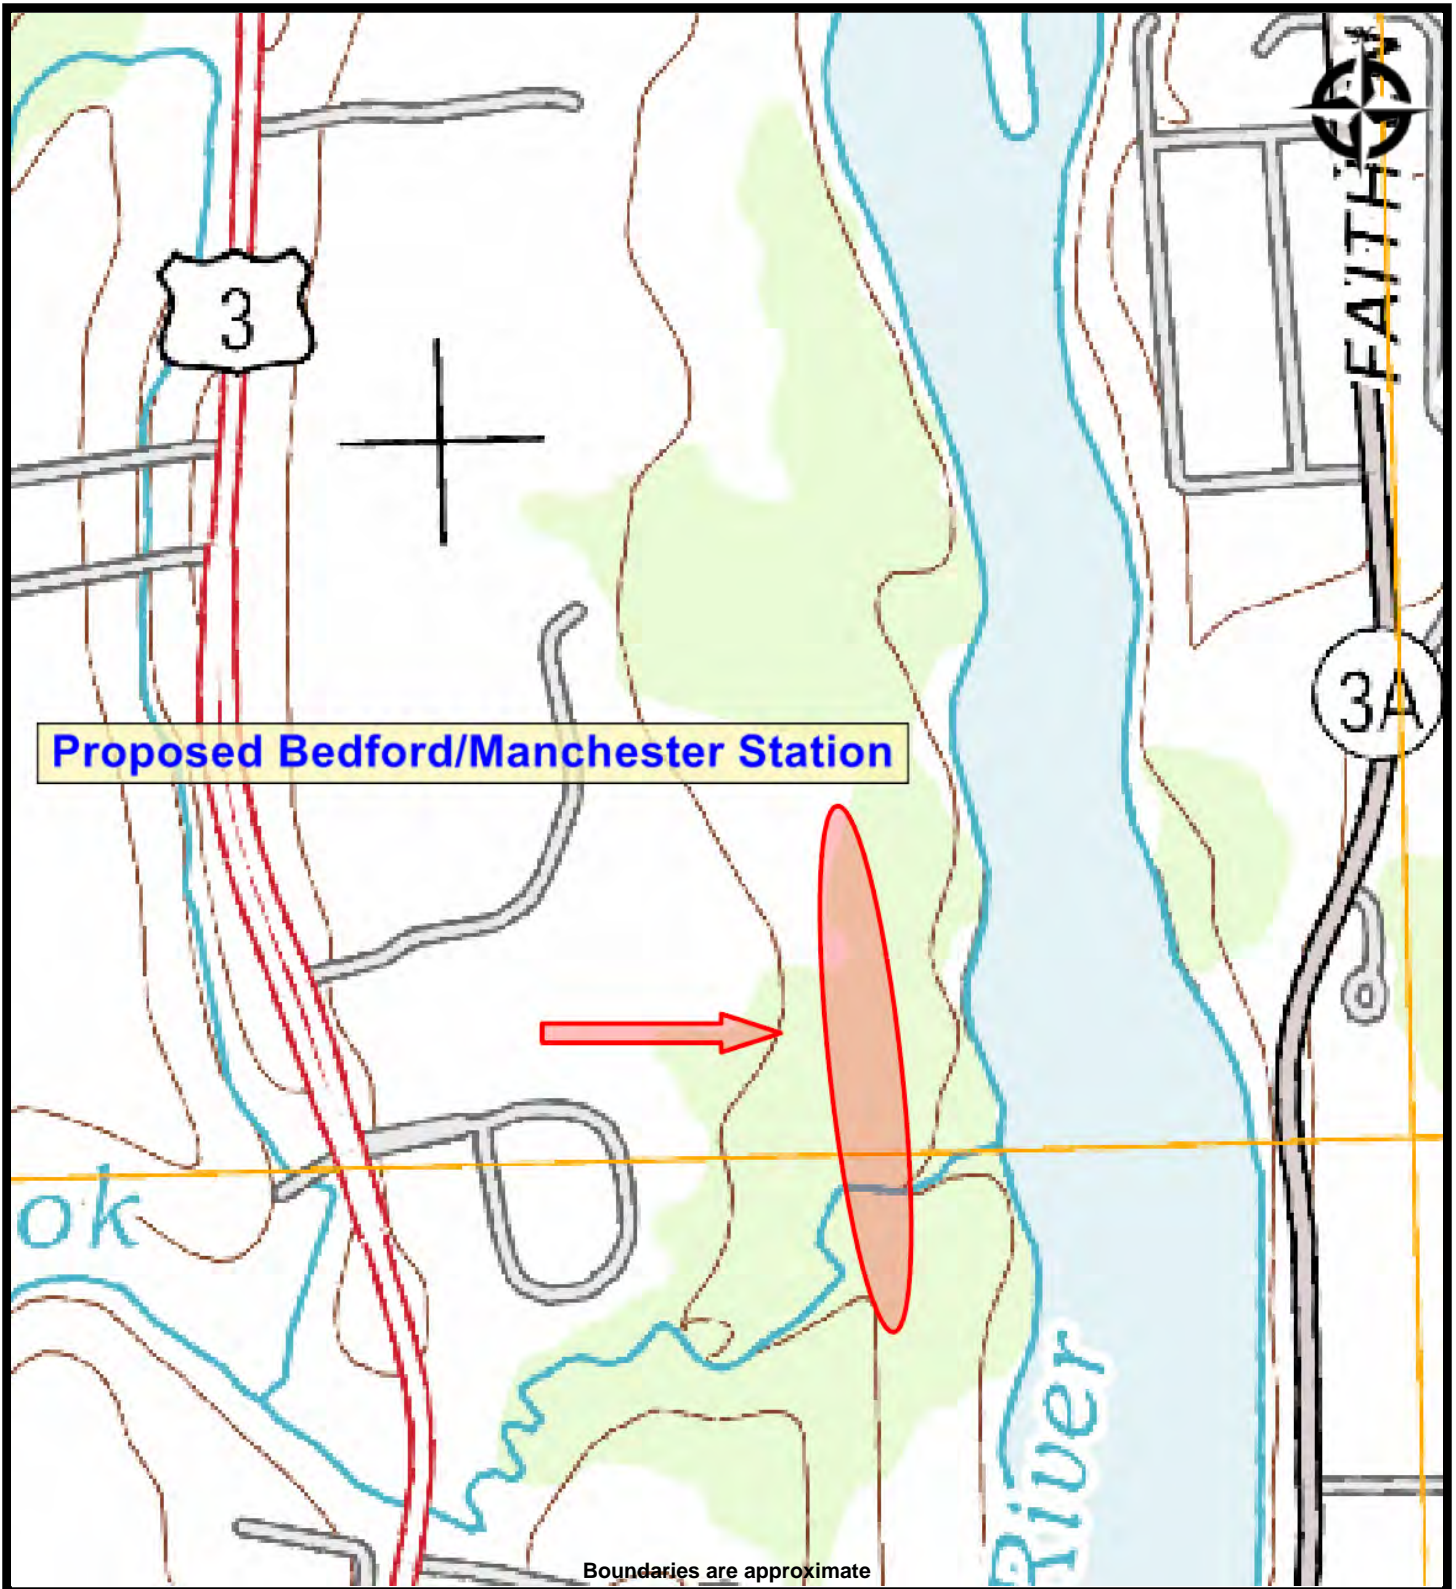 3
FAITH
3A
Proposed Bedford/Manchester Station
ok
River
Boundaries are approximate